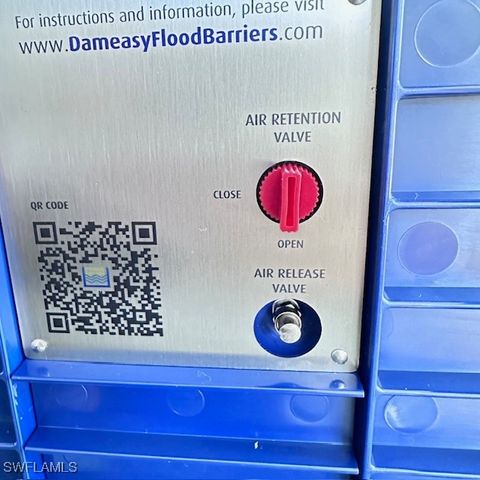 For instructions and information, please visit
www.DameasyFloodBarriers.com
AIR RETENTION
VALVE
CLOSE
OPEN
QR CODE
AIR RELEASE
VALVE
SWFLAMLS